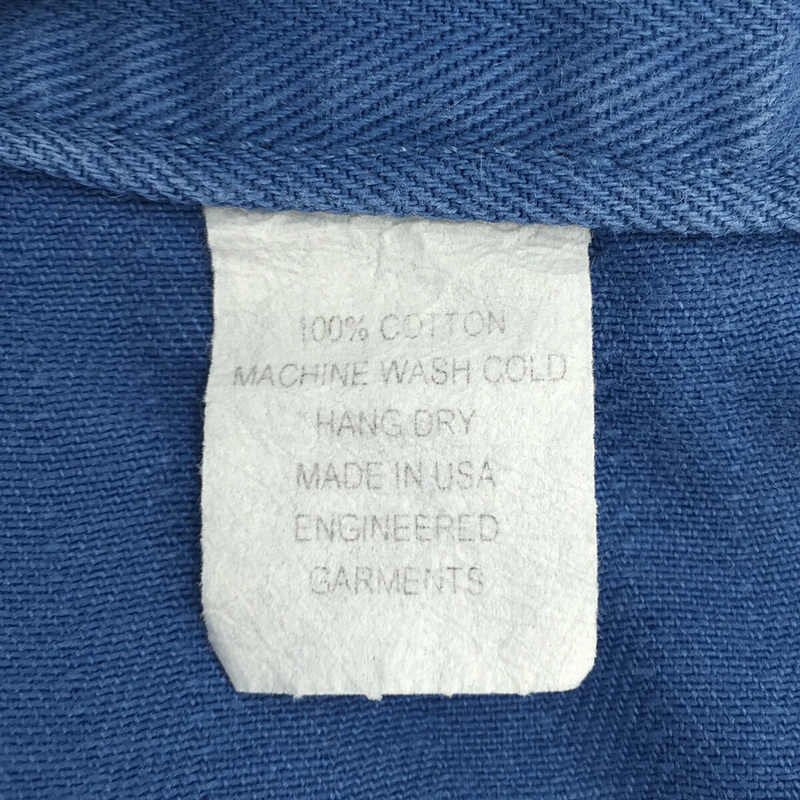 100% COTTON
MACHINE WASH COLD
HANG DRY
MADE IN USA
ENGINEERED
GARMENTS